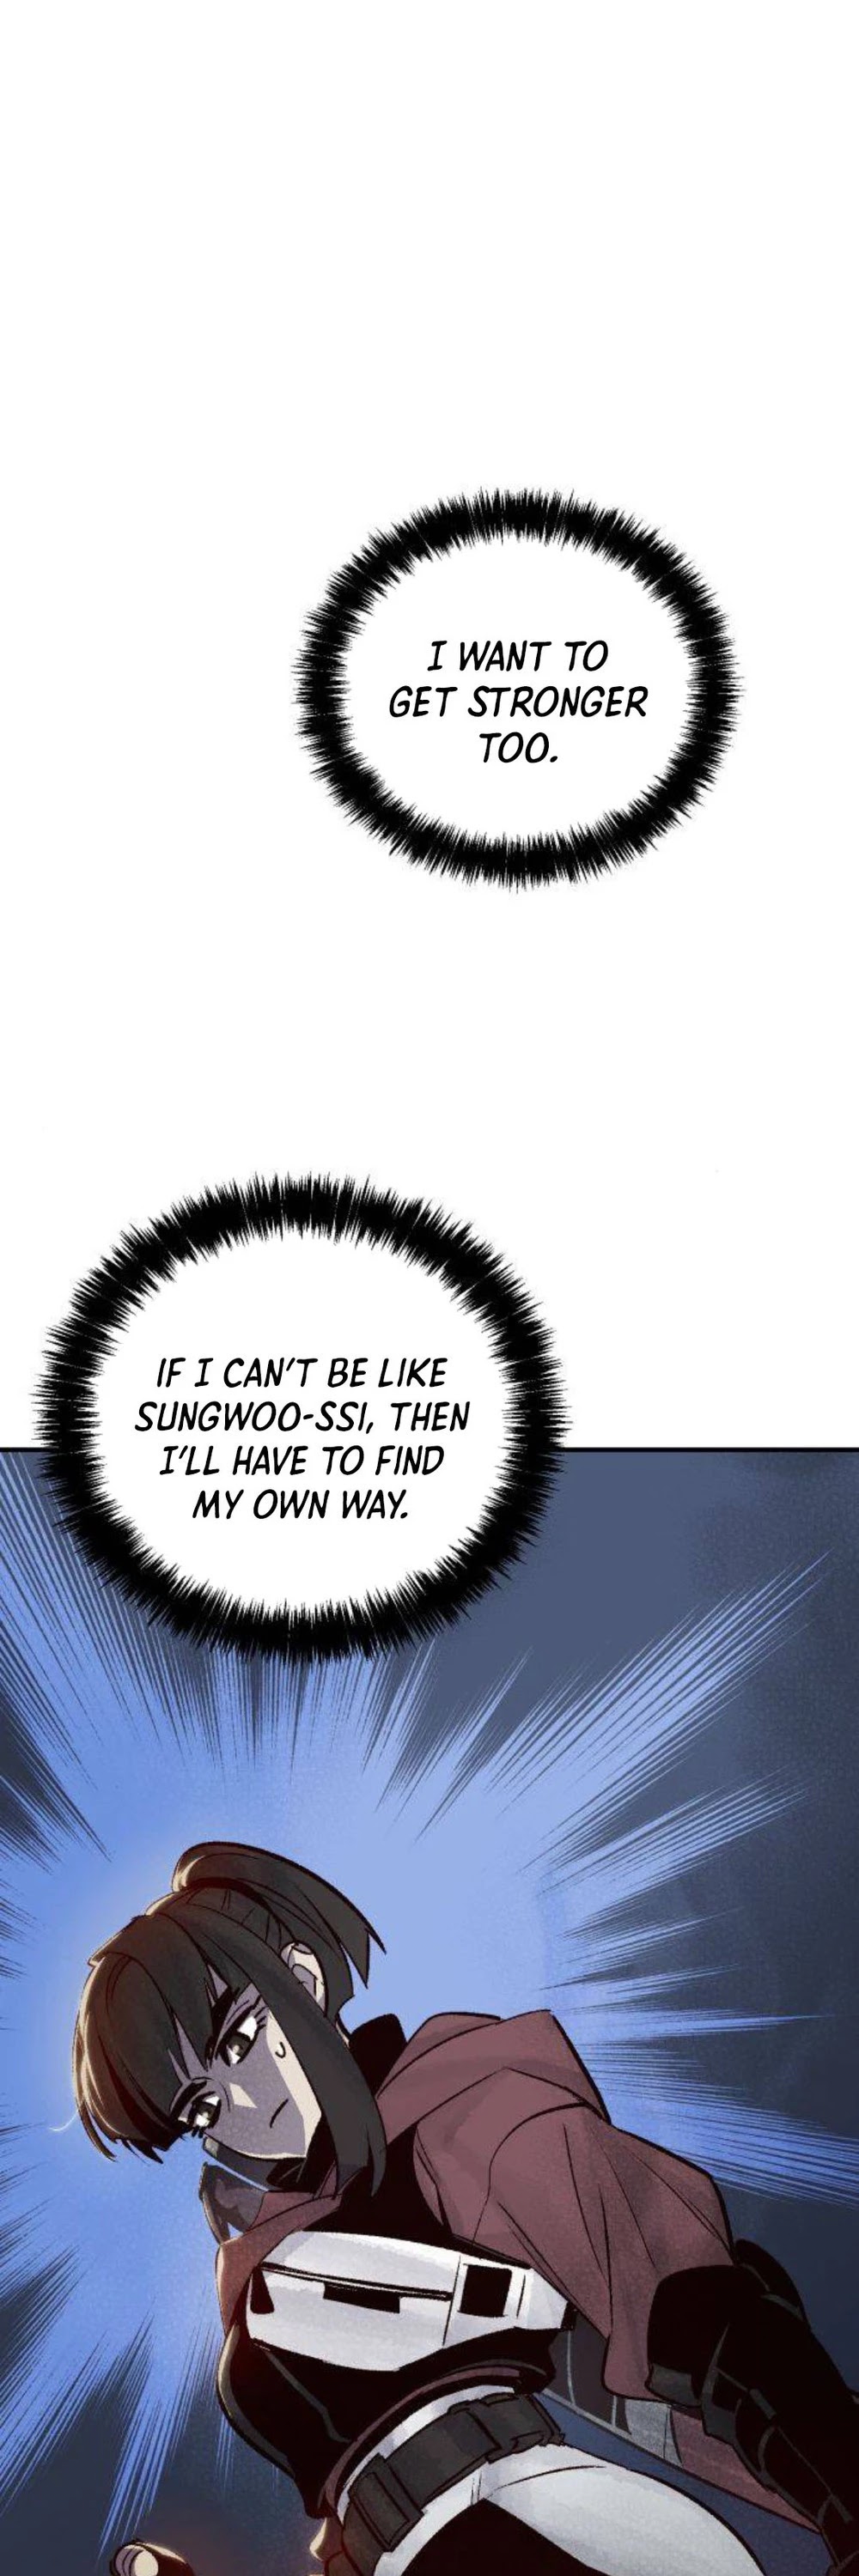 I WANT TO
GET STRONGER
TOO.
IF I CAN'T BE LIKE
SUNGWOO-SSI, THEN
I'LL HAVE TO FIND
MY OWN WAY.